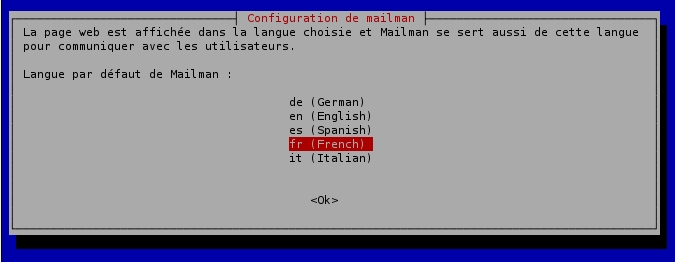 Configuration de mailman
La page web est affichée dans la langue choisie et Mailman se sert aussi de cette langue
pour communiquer avec les utilisateurs.
Langue par défaut de Mailman :
de (German)
en (English)
es (Spanish)
fr (French)
it (Italian)
<Ok>